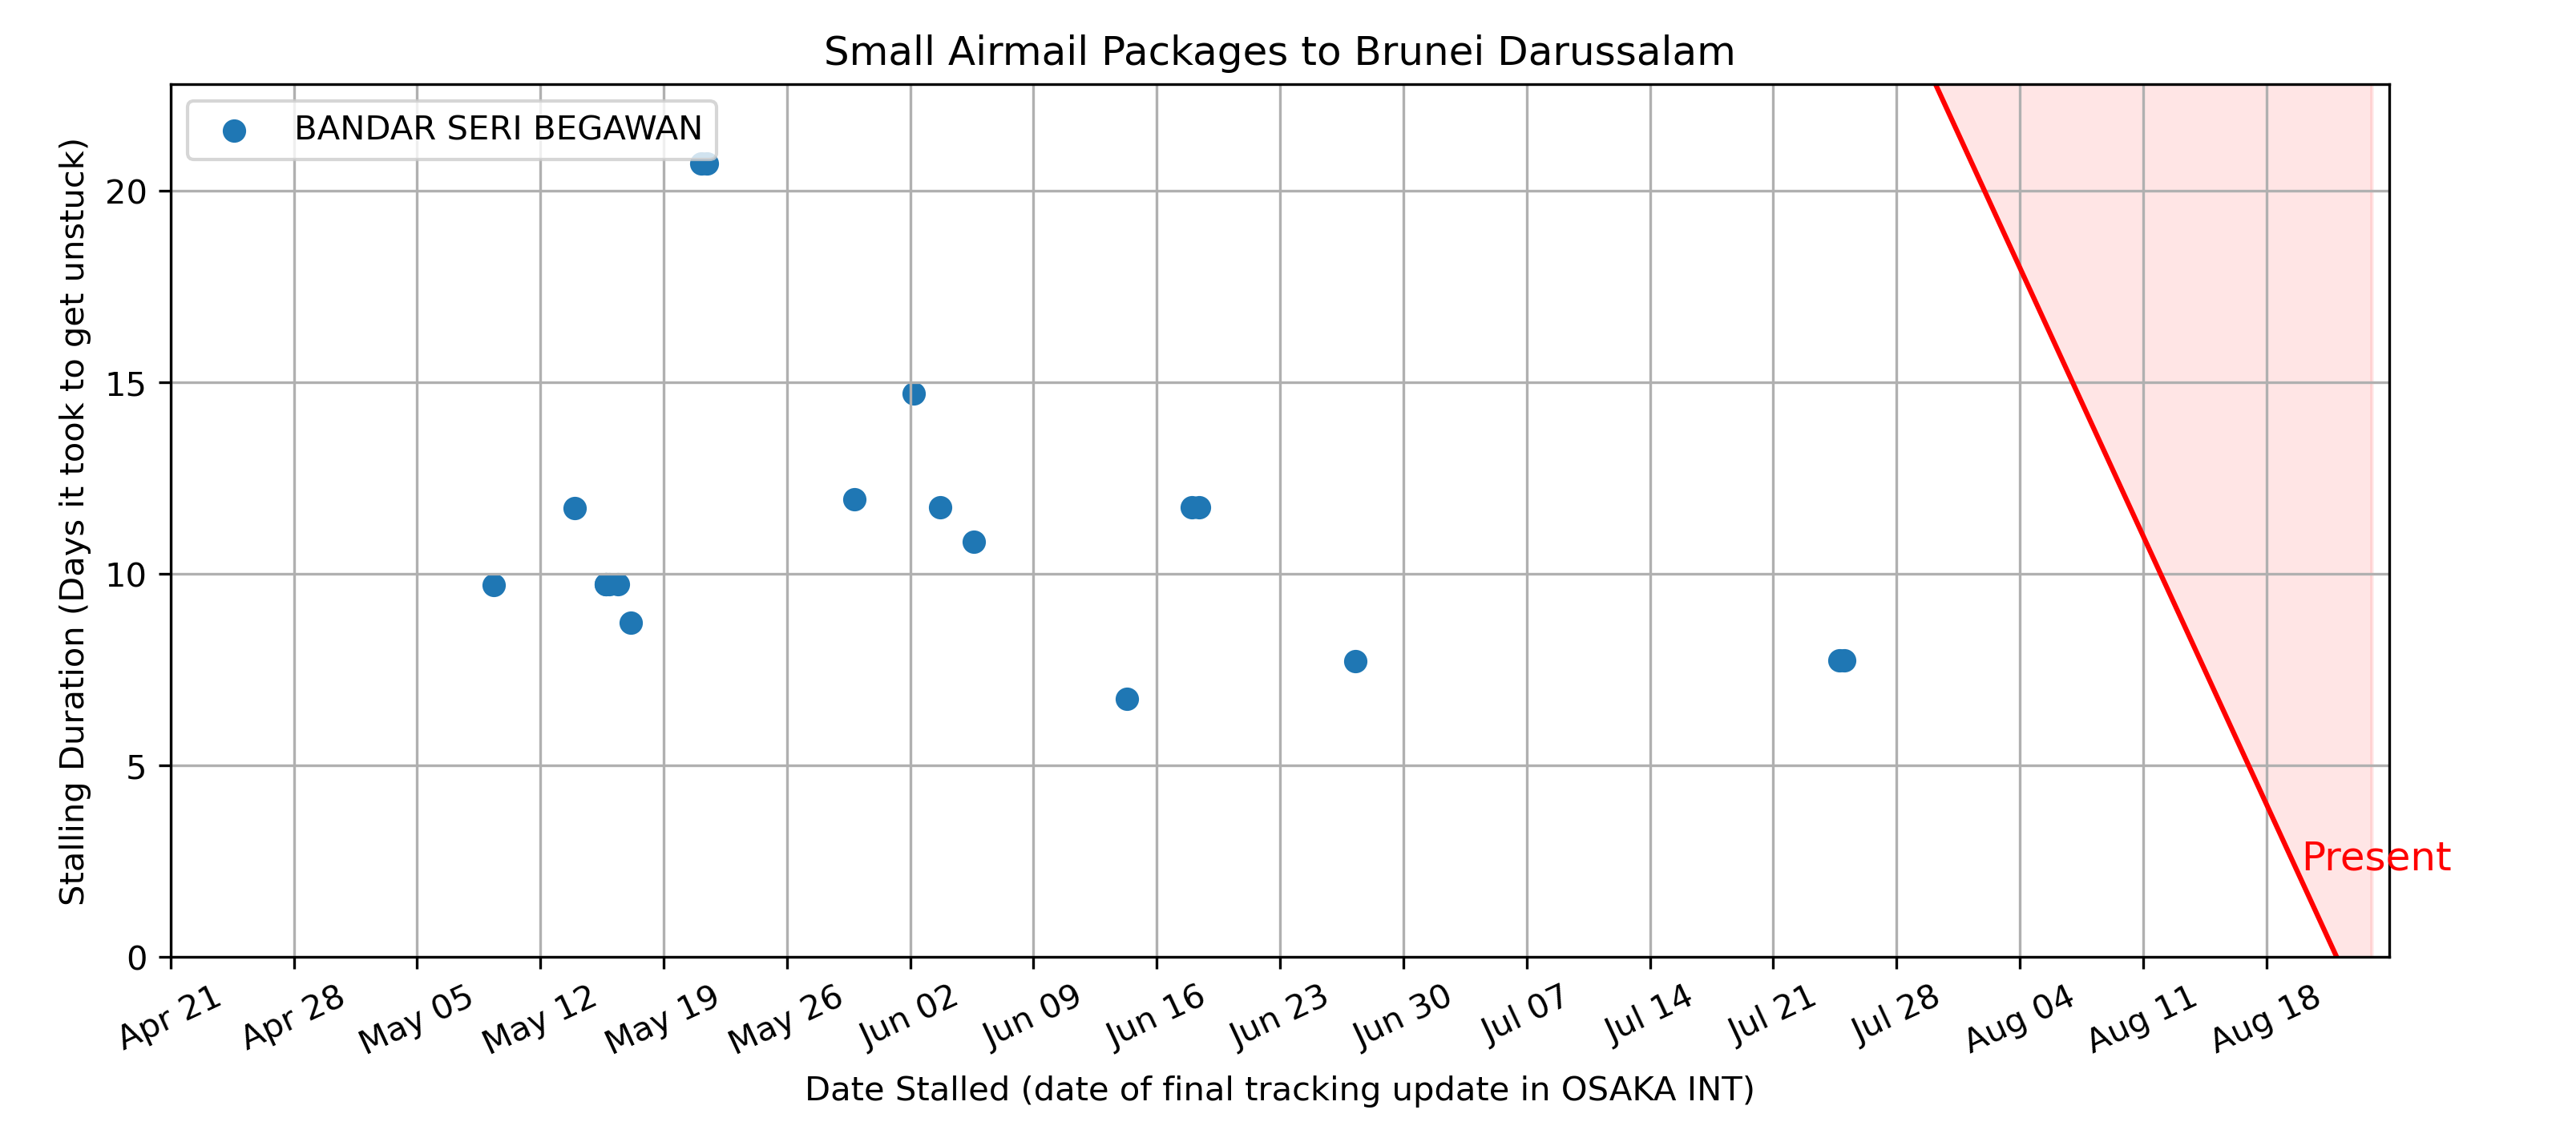 Small Airmail Packages to Brunei Darussalam
BANDAR SERI BEGAWAN
Stalling Duration (Days it took to get unstuck)
20
15
10
5
0
Present
Apr 21
Apr 28
May 05
May 12
May 19
May 26
Jun 02
Jun 09
Jun 16
Jun 23
Jun 30
Jul 07
Jul 14
Jul 21
Jul 28
Aug 04
Aug 11
Aug 18
Date Stalled (date of final tracking update in OSAKA INT)